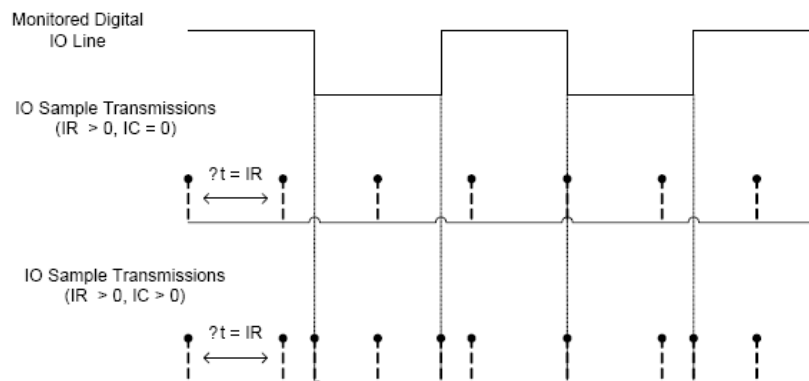 Monitored Digital
IO Line
IO Sample Transmissions
(IR > 0, IC = 0)
?t = IR
IO Sample Transmissions
(IR > 0, IC > 0)
?t = IR